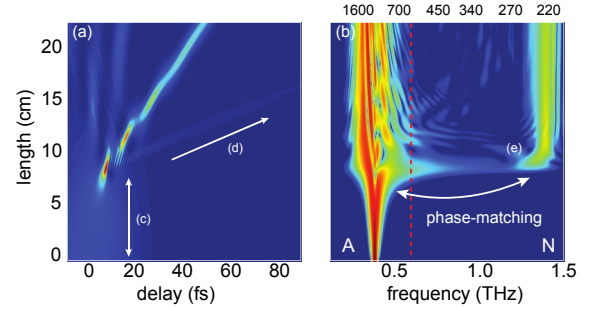 1600 700 450 340 270 220
(a)
(b)
20
15
10
5
0
length (cm)
(d)
(c)
(e)
phase-matching
A
N
0 20 40 60 80
0.5 1.0 1.5
delay (fs)
frequency (THz)